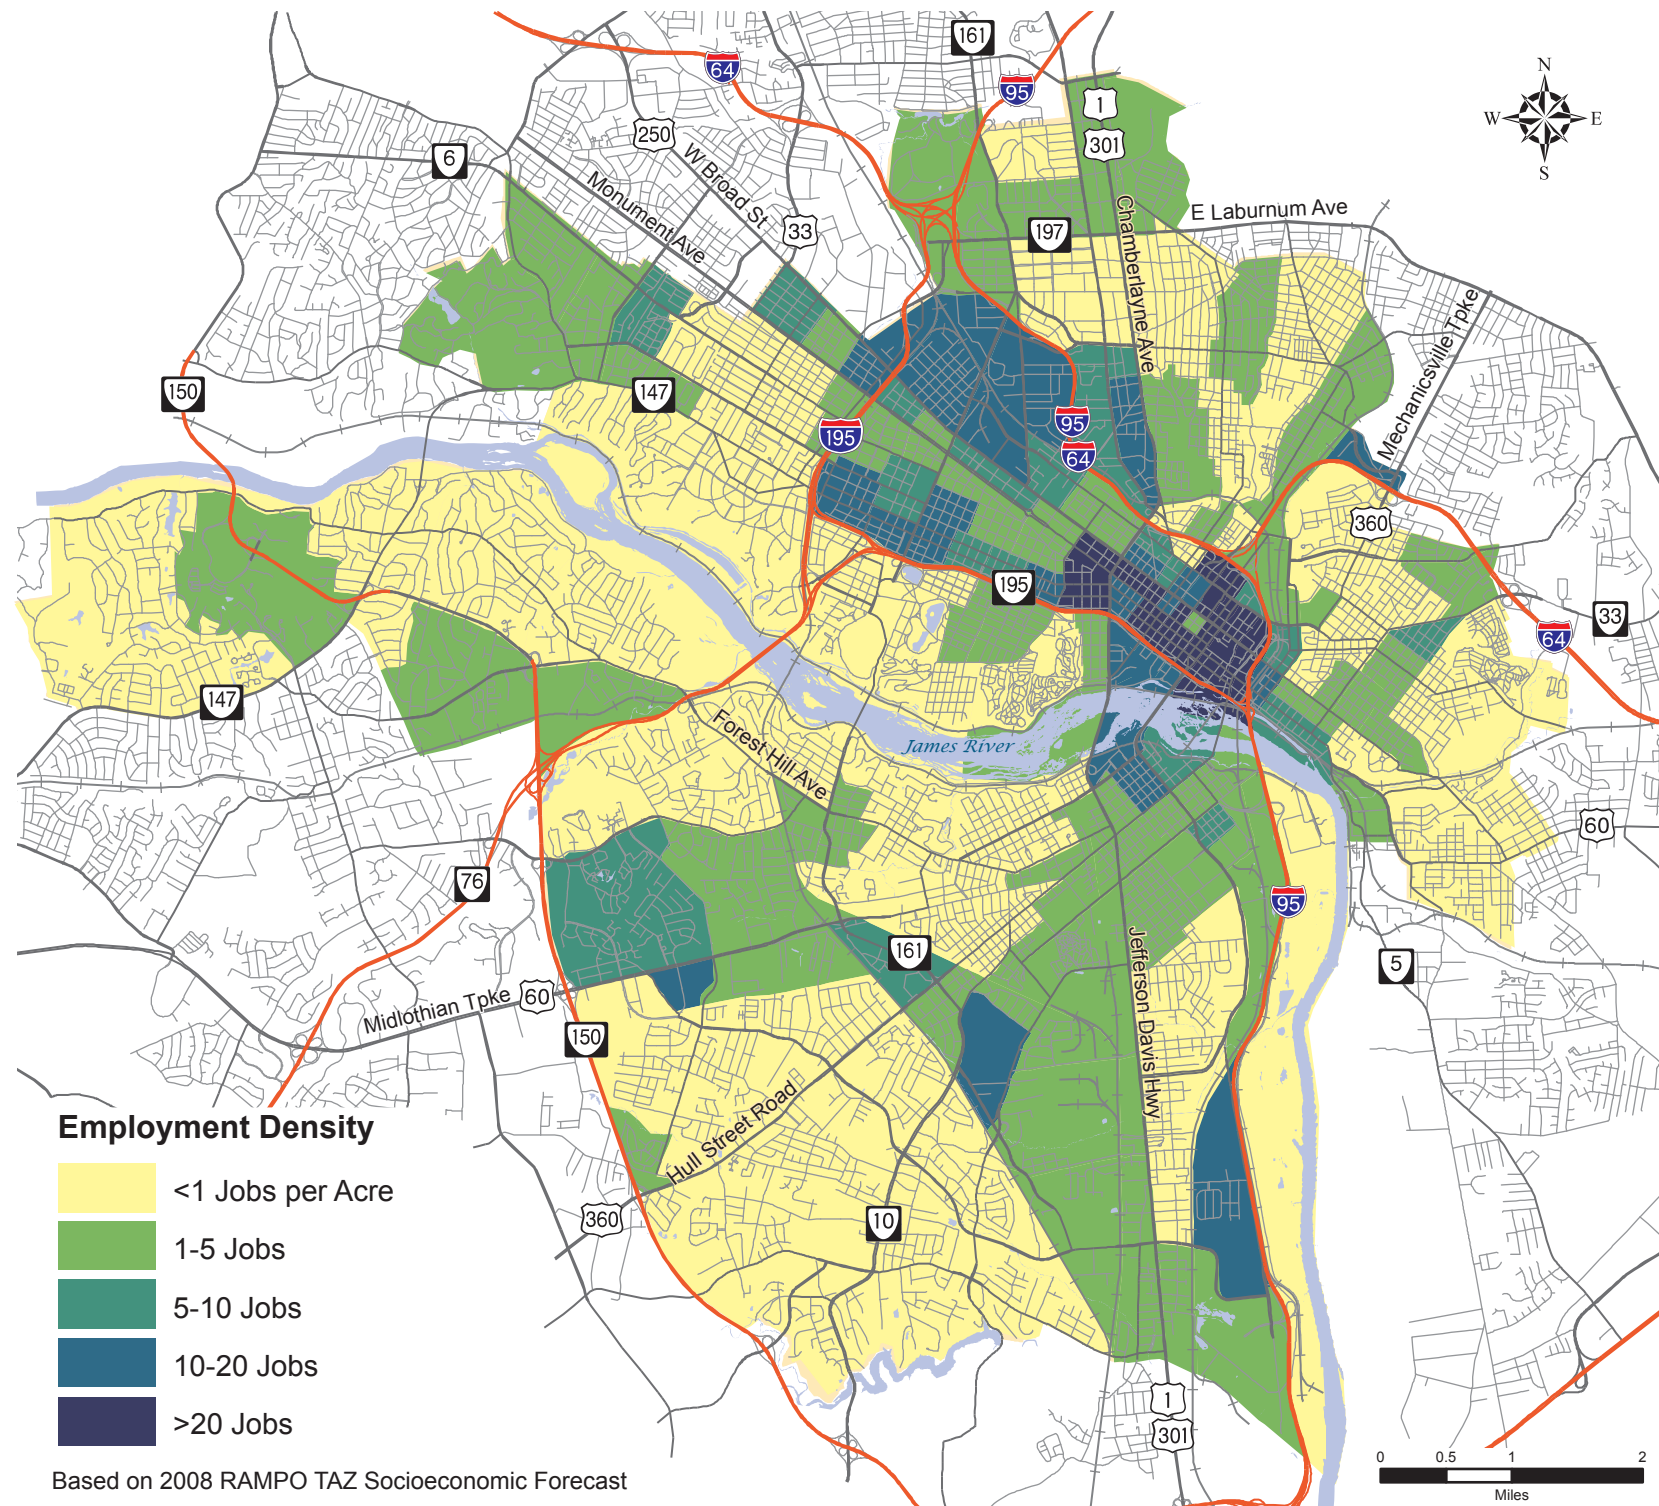 161
64
95
1
N
W
E
S
250
301
6
W Broad St
Monument Ave
Chamberlayne Ave
E Laburnum Ave
33
197
Mechanicsville Tpke
150
147
195
95
64
360
195
33
64
147
Forest Hill Ave
James River
60
76
95
161
Jefferson Davis Hwy
5
Midlothian Tpke
60
150
Hull Street Road
360
10
Employment Density
<1 Jobs per Acre
1-5 Jobs
5-10 Jobs
10-20 Jobs
>20 Jobs
1
301
0 0.5 1 2
Miles
Based on 2008 RAMPO TAZ Socioeconomic Forecast